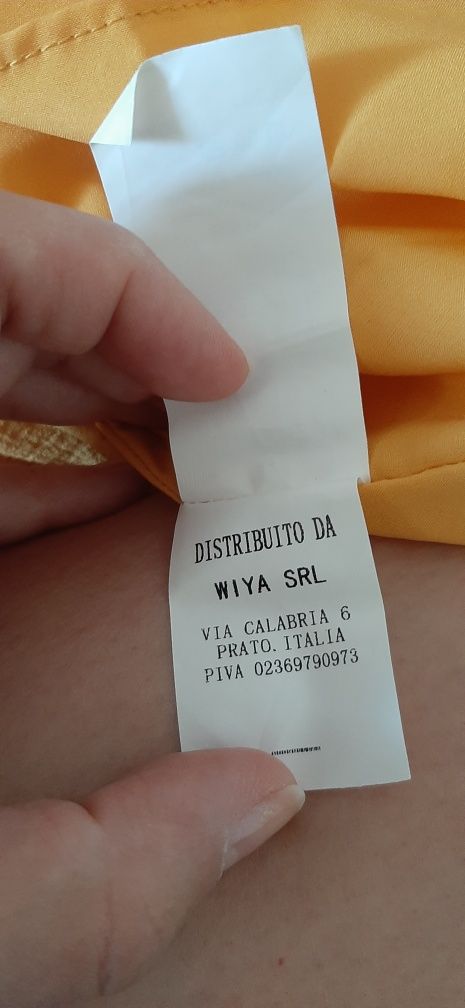 DISTRIBUITO DA
WIYA SRL
VIA CALABRIA 6
PRATO. ITALIA
PIVA 02369790973